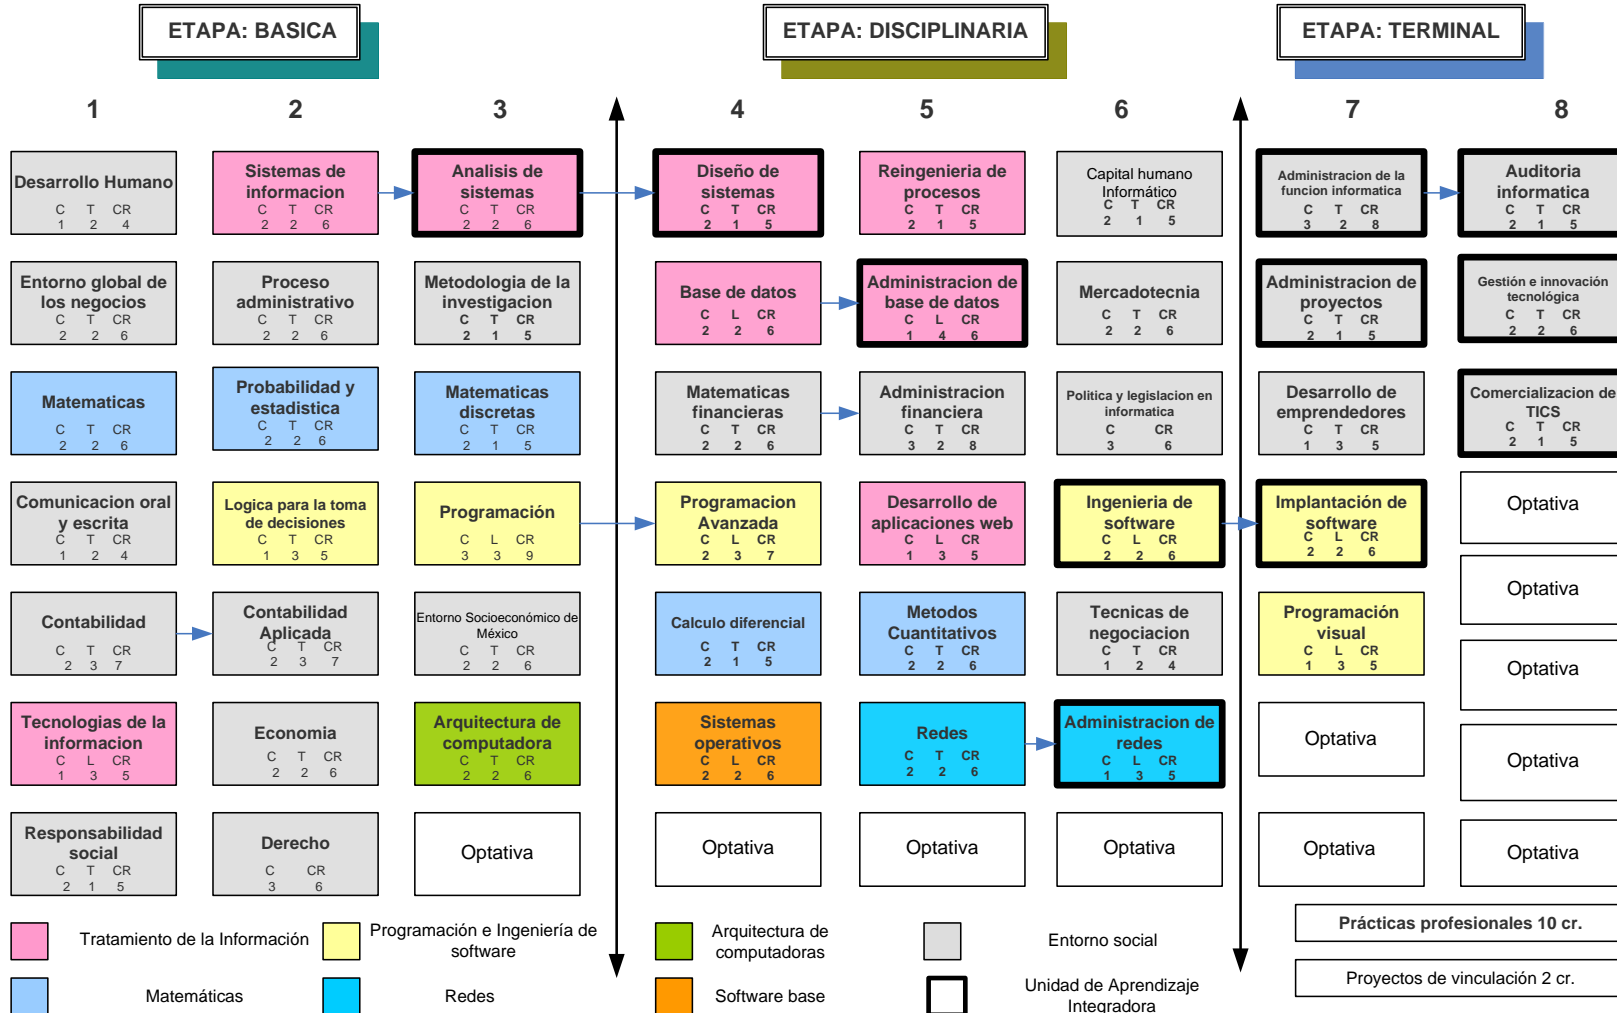 ETAPA: BASICA
ETAPA: DISCIPLINARIA
ETAPA: TERMINAL
1
2
3
4
5
6
7
8
Desarrollo Humano
C T CR
1 2 4
Sistemas de
informacion
C T CR
2 2 6
Analisis de
sistemas
C T CR
2 2 6
Diseño de
sistemas
C T CR
2 1 5
Reingenieria de
procesos
C T CR
2 1 5
Capital humano
Informático
C T CR
2 1 5
Administracion de la
funcion informatica
C T CR
3 2 8
Auditoria
informatica
C T CR
2 1 5
Entorno global de
los negocios
C T CR
2 2 6
Proceso
administrativo
C T CR
2 2 6
Metodologia de la
investigacion
C T CR
2 1 5
Base de datos
C L CR
2 2 6
Administracion de
base de datos
C L CR
1 4 6
Mercadotecnia
C T CR
2 2 6
Administracion de
proyectos
C T CR
2 1 5
Gestión e innovación
tecnológica
C T CR
2 2 6
Matematicas
C T CR
2 2 6
Probabilidad y
estadistica
C T CR
2 2 6
Matematicas
discretas
C T CR
2 1 5
Matematicas
financieras
C T CR
2 2 6
Administracion
financiera
C T CR
3 2 8
Politica y legislacion en
informatica
C CR
3 6
Desarrollo de
emprendedores
C T CR
1 3 5
Comercializacion de
TICS
C T CR
2 1 5
Comunicacion oral
y escrita
C T CR
1 2 4
Logica para la toma
de decisiones
C T CR
1 3 5
Programación
C L CR
3 3 9
Programacion
Avanzada
C L CR
2 3 7
Desarrollo de
aplicaciones web
C L CR
1 3 5
Ingenieria de
software
C L CR
2 2 6
Implantación de
software
C L CR
2 2 6
Optativa
Contabilidad
C T CR
2 3 7
Contabilidad
Aplicada
C T CR
2 3 7
Entorno Socioeconómico de
México
C T CR
2 2 6
Calculo diferencial
C T CR
2 1 5
Metodos
Cuantitativos
C T CR
2 2 6
Tecnicas de
negociacion
C T CR
1 2 4
Programación
visual
C L CR
1 3 5
Optativa
Optativa
Tecnologias de la
informacion
C L CR
1 3 5
Economia
C T CR
2 2 6
Arquitectura de
computadora
C T CR
2 2 6
Sistemas
operativos
C L CR
2 2 6
Redes
C T CR
2 2 6
Administracion de
redes
C L CR
1 3 5
Optativa
Optativa
Responsabilidad
social
C T CR
2 1 5
Derecho
C CR
3 6
Optativa
Optativa
Optativa
Optativa
Optativa
Optativa
Tratamiento de la Información
Programación e Ingeniería de
software
Arquitectura de
computadoras
Entorno social
Prácticas profesionales 10 cr.
Matemáticas
Redes
Software base
Unidad de Aprendizaje
Integradora
Proyectos de vinculación 2 cr.